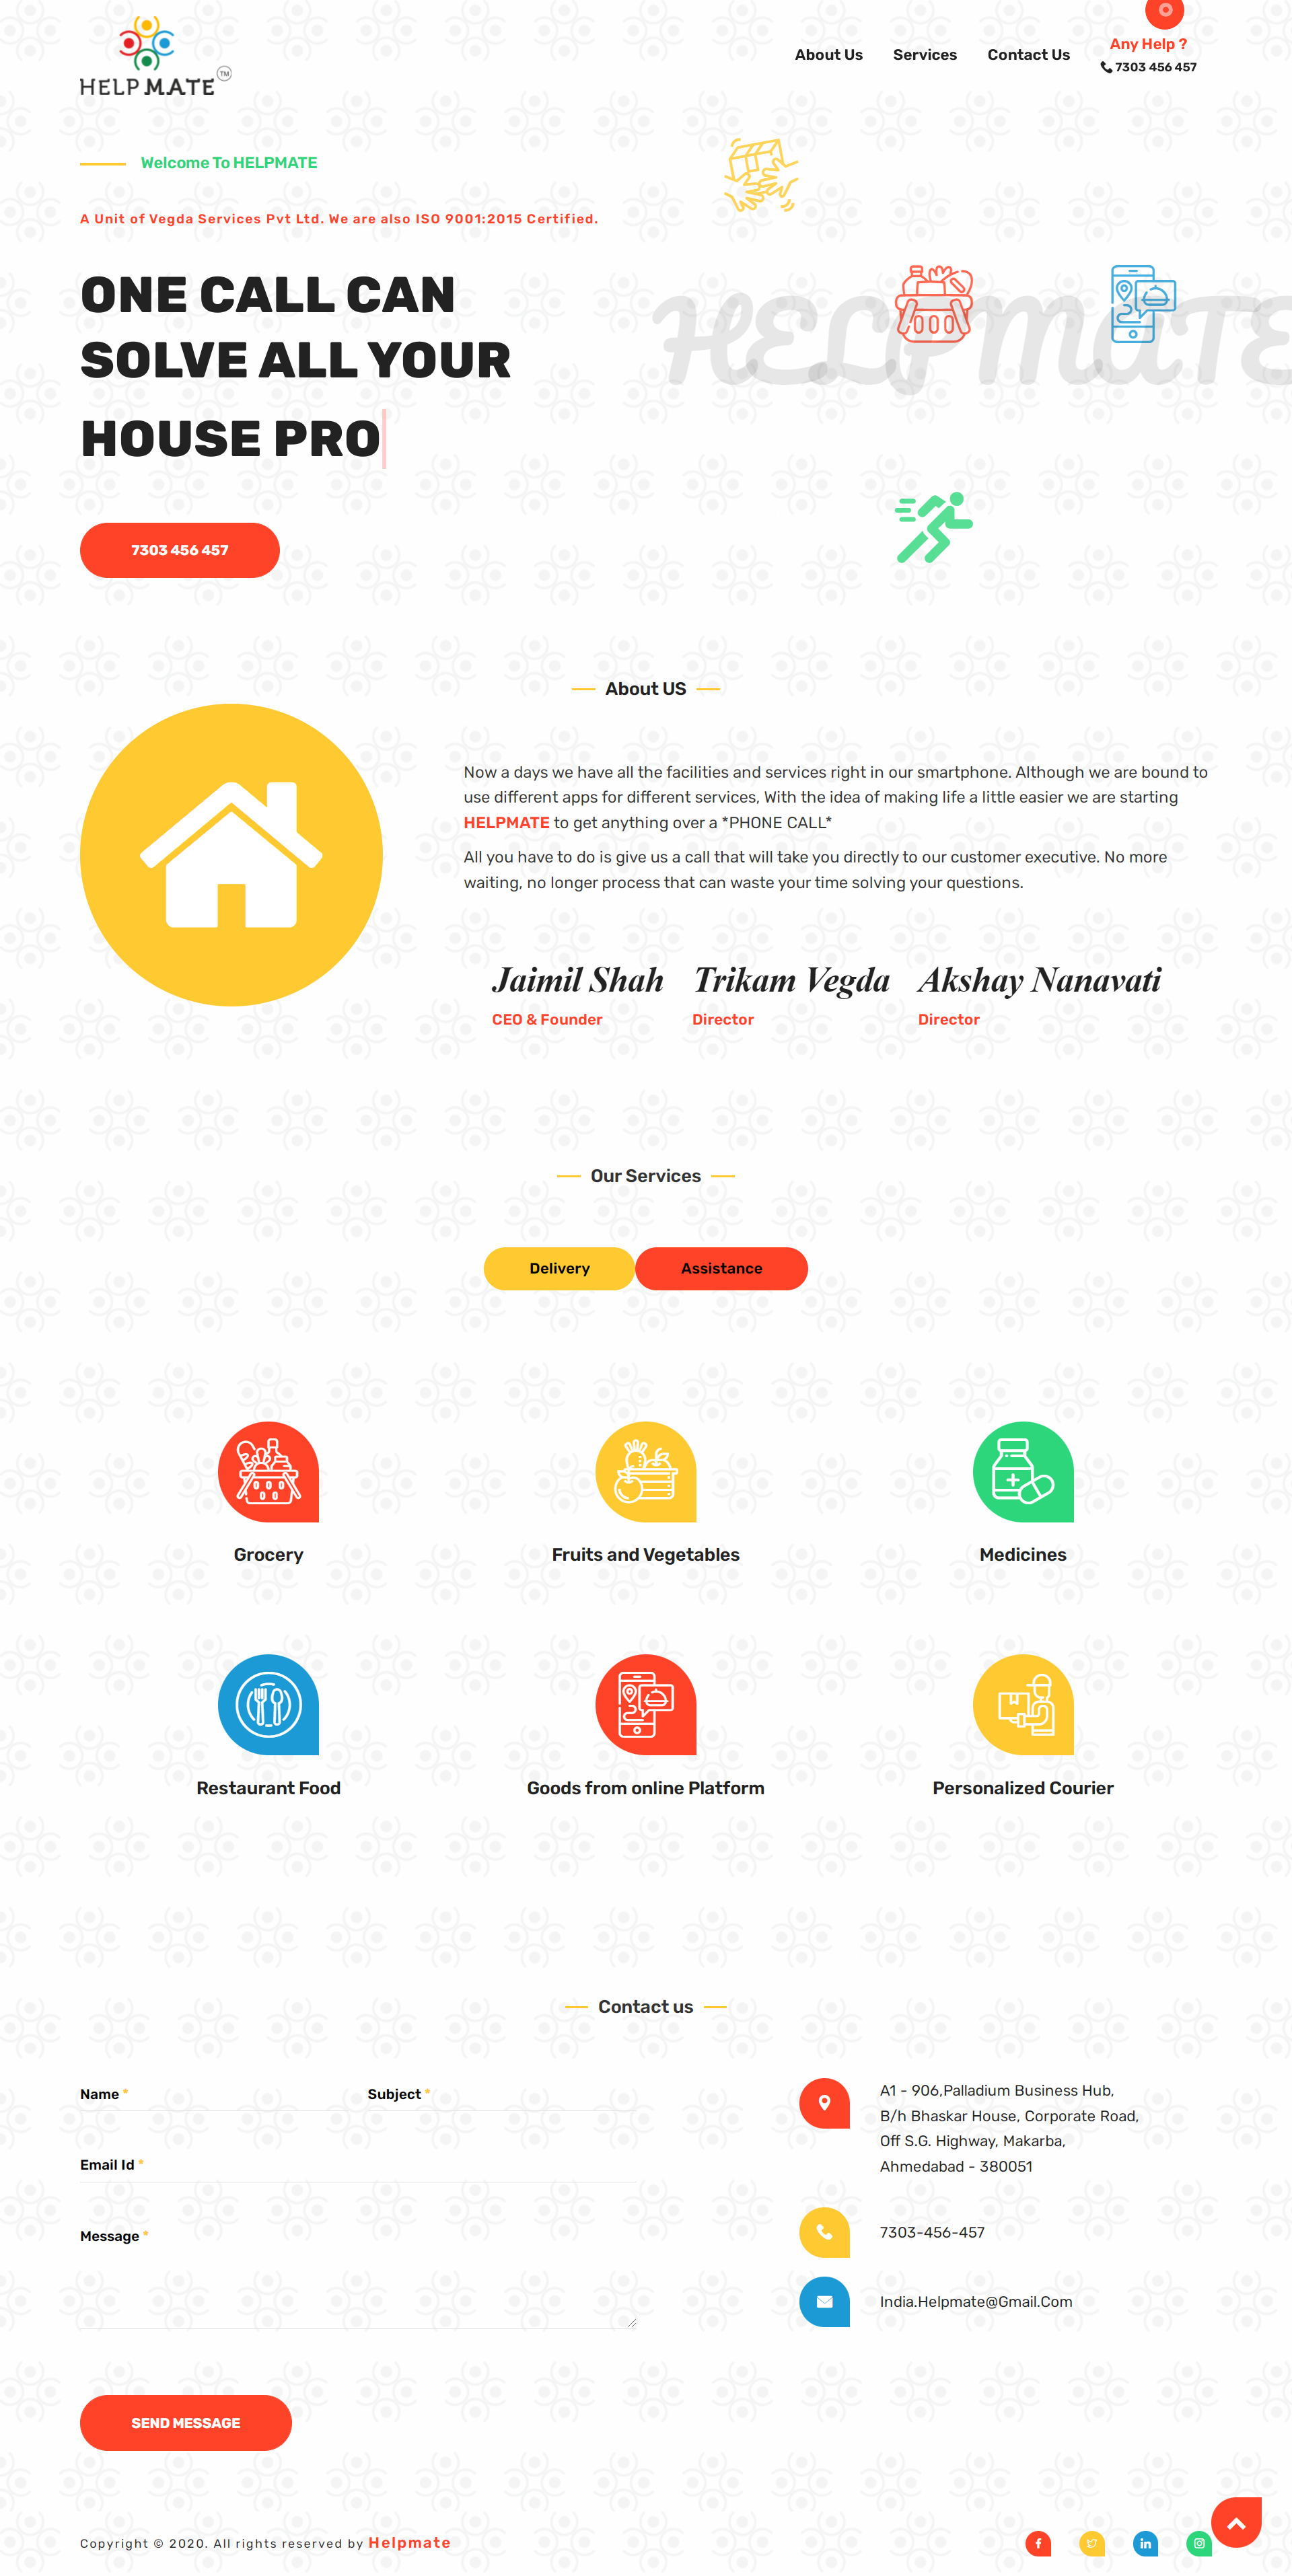 HELP MATE TM
About Us
Services
Contact Us
Any Help ?
7303 456 457
Welcome To HELPMATE
A Unit of Vegda Services Pvt Ltd. We are also ISO 9001:2015 Certified.
ONE CALL CAN
SOLVE ALL YOUR
HOUSE PRO
HELPMATE
7303 456 457
About US
Now a days we have all the facilities and services right in our smartphone. Although we are bound to
use different apps for different services, With the idea of making life a little easier we are starting
HELPMATE to get anything over a *PHONE CALL*
All you have to do is give us a call that will take you directly to our customer executive. No more
waiting, no longer process that can waste your time solving your questions.
Jaimil Shah
CEO & Founder
Trikam Vegda
Director
Akshay Nanavati
Director
Our Services
Delivery
Assistance
Grocery
Fruits and Vegetables
Medicines
Restaurant Food
Goods from online Platform
Personalized Courier
Contact us
Name *
Subject *
Email Id *
Message *
SEND MESSAGE
A1 - 906,Palladium Business Hub,
B/h Bhaskar House, Corporate Road,
Off S.G. Highway, Makarba,
Ahmedabad - 380051
7303-456-457
India.Helpmate@Gmail.Com
Copyright © 2020. All rights reserved by Helpmate